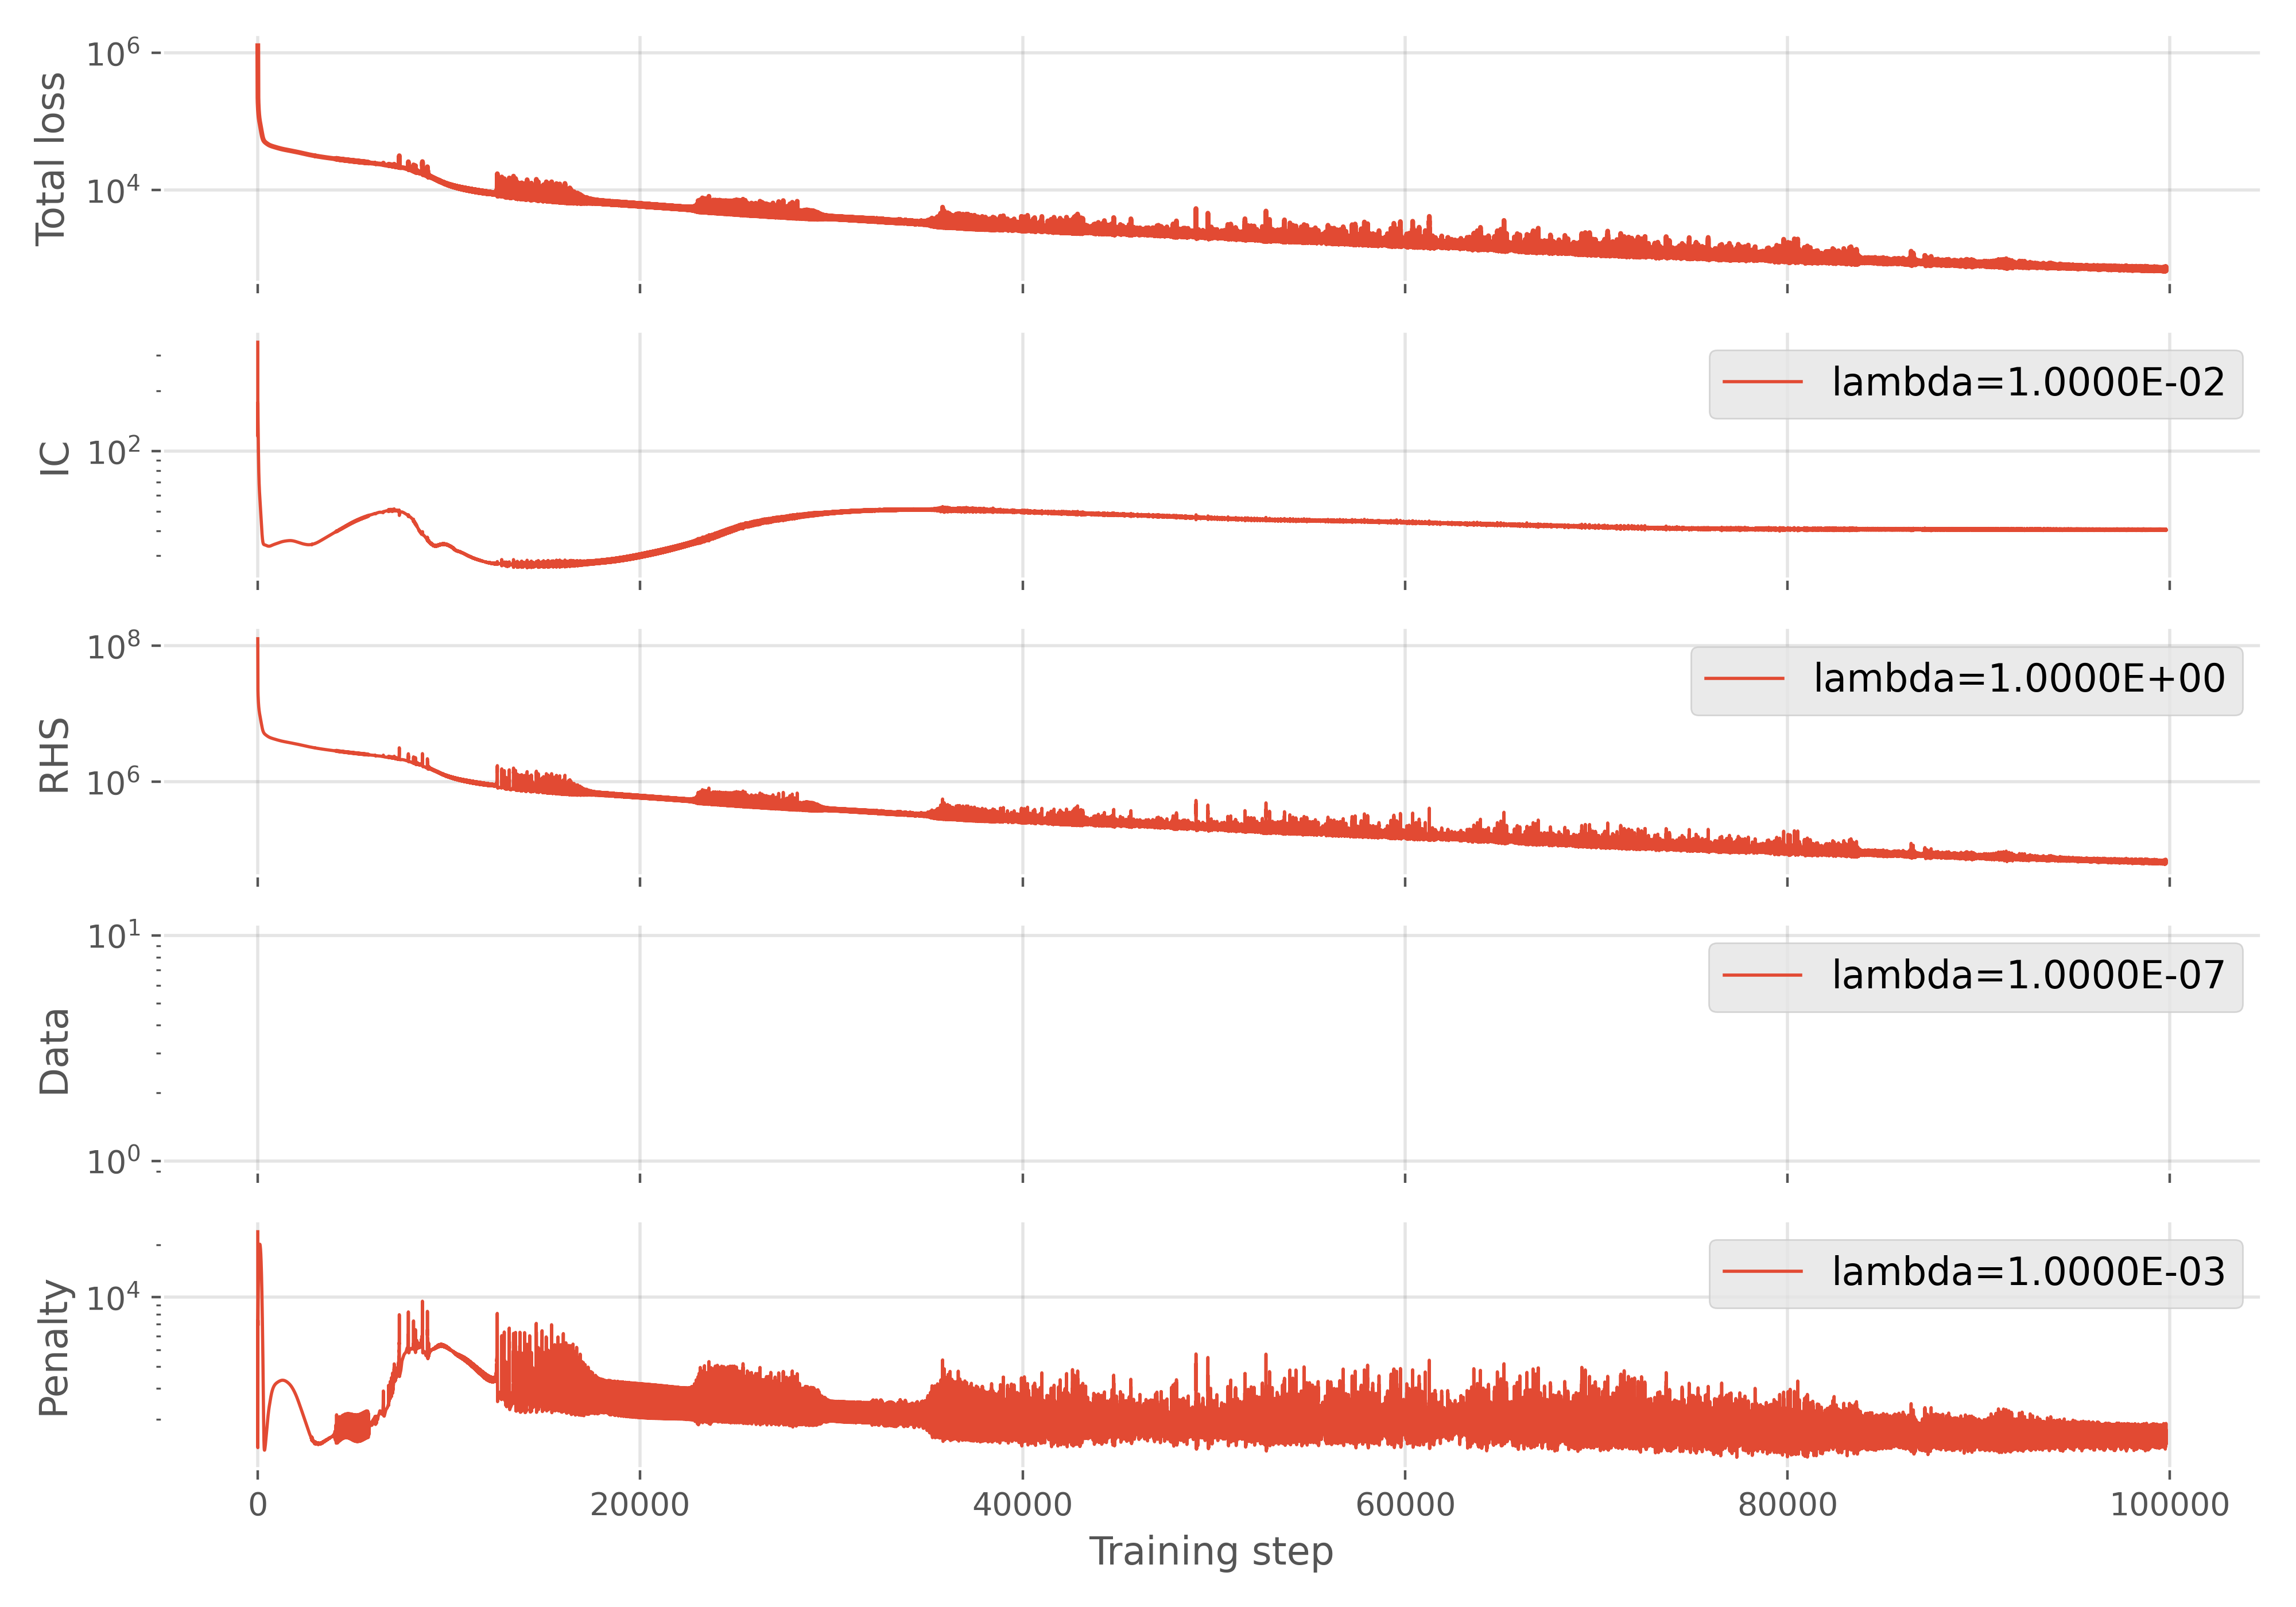 10⁶
10⁴
Total loss
10²
IC
lambda=1.0000E-02
10⁸
10⁶
RHS
lambda=1.0000E+00
10¹
10⁰
Data
lambda=1.0000E-07
10⁴
Penalty
lambda=1.0000E-03
0 20000 40000 60000 80000 100000
Training step